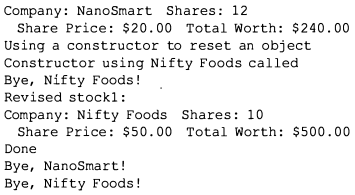 Company: NanoSmart  Shares: 12
  Share Price: $20.00  Total Worth: $240.00
Using a constructor to reset an object
Constructor using Nifty Foods called
Bye, Nifty Foods!
Revised stock1:
Company: Nifty Foods  Shares: 10
  Share Price: $50.00  Total Worth: $500.00
Done
Bye, NanoSmart!
Bye, Nifty Foods!